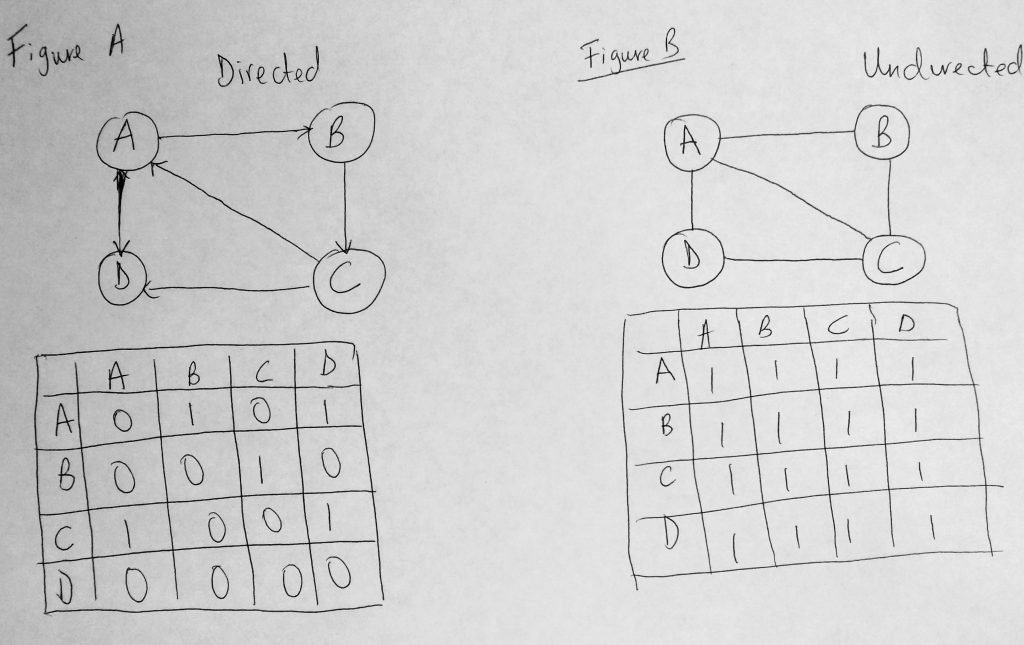 Figure A
Directed
A B
D C
A B C D
A 0 1 0 1
B 0 0 1 0
C 1 0 0 1
D 0 0 0 0
Figure B
Undirected
A B
D C
A B C D
A 1 1 1 1
B 1 1 1 1
C 1 1 1 1
D 1 1 1 1